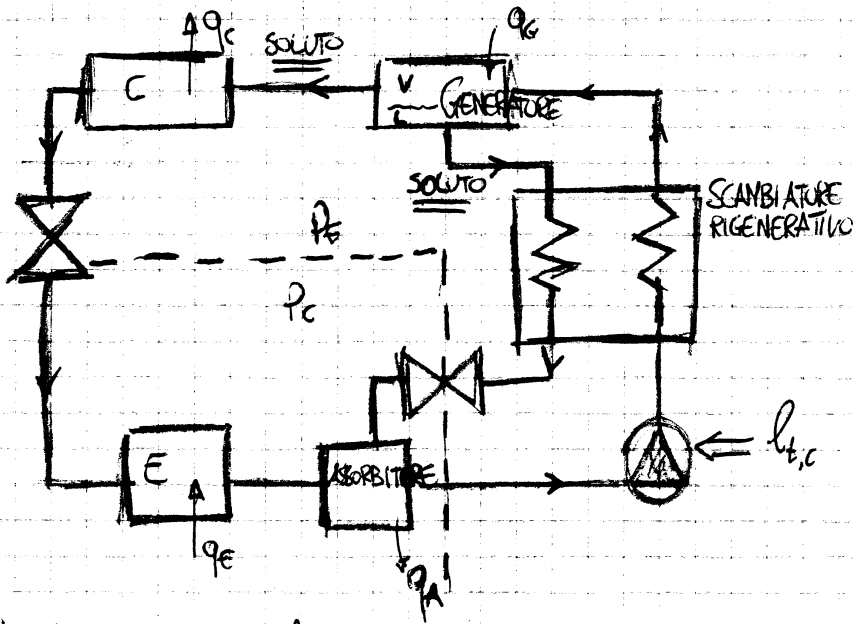 q_C
SOLUTO
q_G
C
V
L
GENERATORE
SOLUTO
SCAMBIATORE
RIGENERATIVO
P_E
P_C
l_t,c
E
ASSORBITORE
q_E
q_A